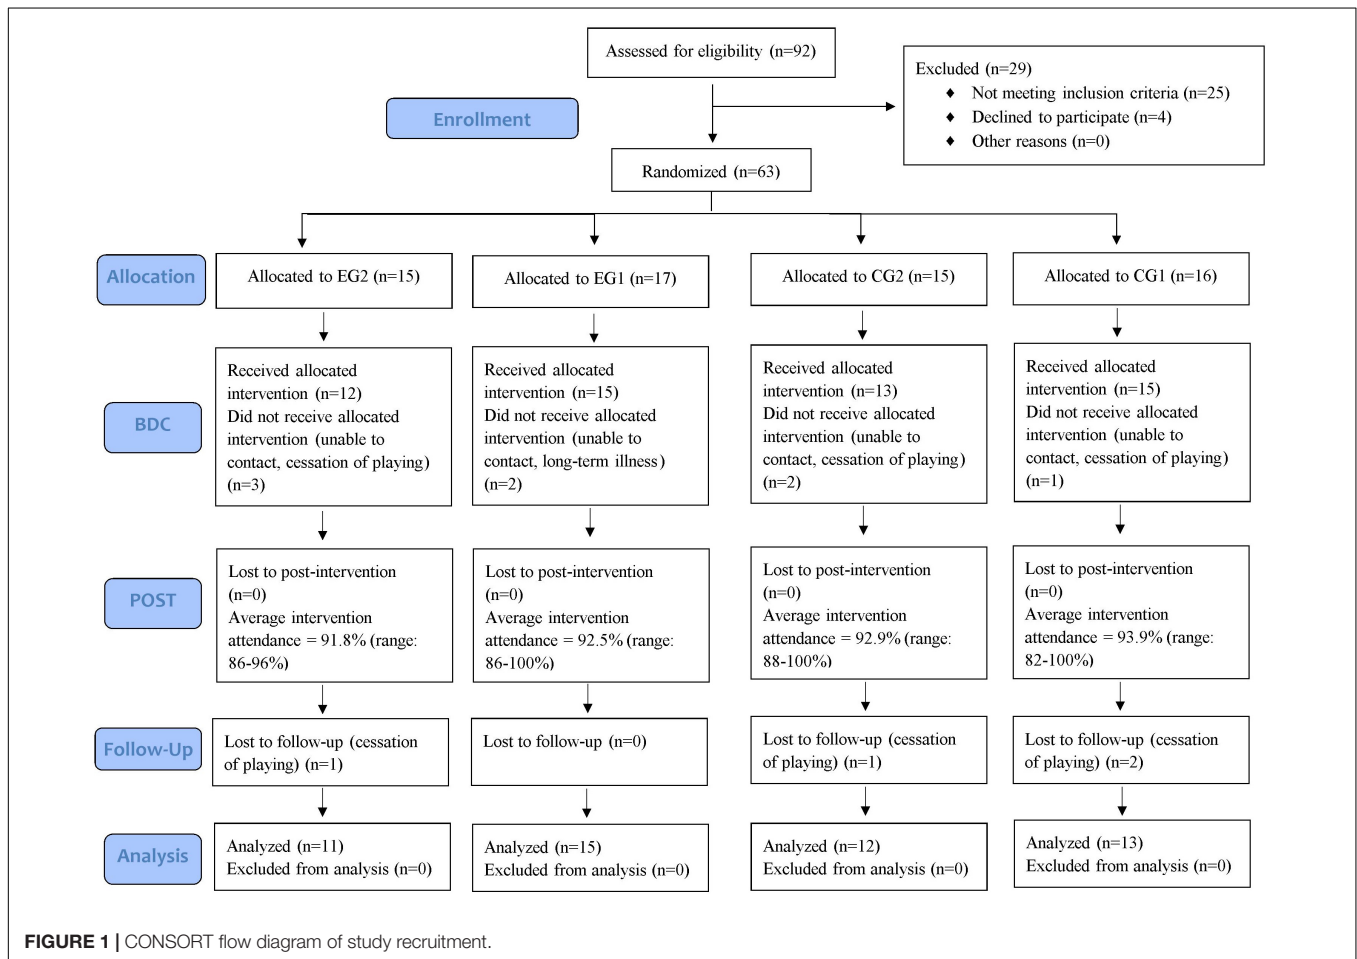 Assessed for eligibility (n=92)
Excluded (n=29)
♦ Not meeting inclusion criteria (n=25)
♦ Declined to participate (n=4)
♦ Other reasons (n=0)
Enrollment
Randomized (n=63)
Allocation
Allocated to EG2 (n=15)
Allocated to EG1 (n=17)
Allocated to CG2 (n=15)
Allocated to CG1 (n=16)
BDC
Received allocated
intervention (n=12)
Did not receive allocated
intervention (unable to
contact, cessation of playing)
(n=3)
Received allocated
intervention (n=15)
Did not receive allocated
intervention (unable to
contact, long-term illness)
(n=2)
Received allocated
intervention (n=13)
Did not receive allocated
intervention (unable to
contact, cessation of playing)
(n=2)
Received allocated
intervention (n=15)
Did not receive allocated
intervention (unable to
contact, cessation of playing)
(n=1)
POST
Lost to post-intervention
(n=0)
Average intervention
attendance = 91.8% (range:
86-96%)
Lost to post-intervention
(n=0)
Average intervention
attendance = 92.5% (range:
86-100%)
Lost to post-intervention
(n=0)
Average intervention
attendance = 92.9% (range:
88-100%)
Lost to post-intervention
(n=0)
Average intervention
attendance = 93.9% (range:
82-100%)
Follow-Up
Lost to follow-up (cessation
of playing) (n=1)
Lost to follow-up (n=0)
Lost to follow-up (cessation
of playing) (n=1)
Lost to follow-up (cessation
of playing) (n=2)
Analysis
Analyzed (n=11)
Excluded from analysis (n=0)
Analyzed (n=15)
Excluded from analysis (n=0)
Analyzed (n=12)
Excluded from analysis (n=0)
Analyzed (n=13)
Excluded from analysis (n=0)
FIGURE 1 | CONSORT flow diagram of study recruitment.